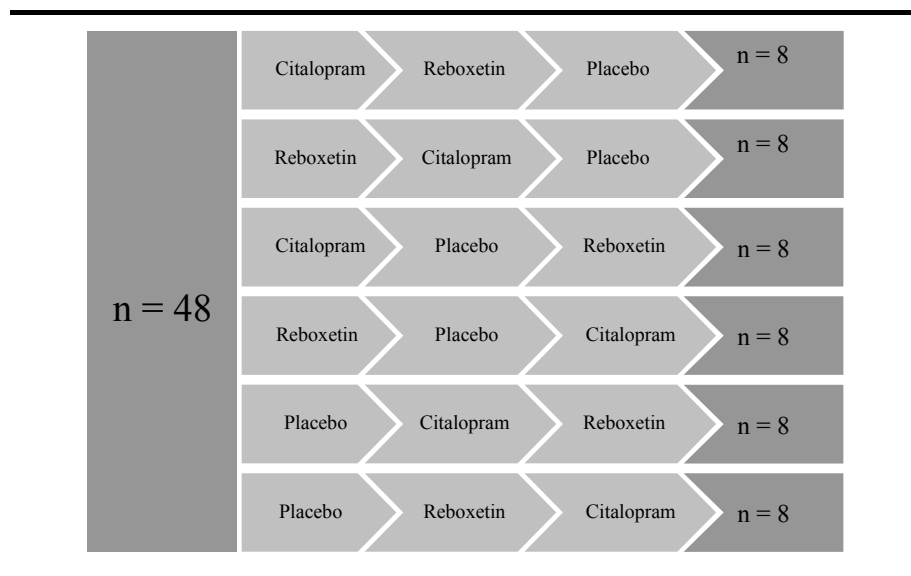 n = 48
Citalopram Reboxetin Placebo n = 8
Reboxetin Citalopram Placebo n = 8
Citalopram Placebo Reboxetin n = 8
Reboxetin Placebo Citalopram n = 8
Placebo Citalopram Reboxetin n = 8
Placebo Reboxetin Citalopram n = 8